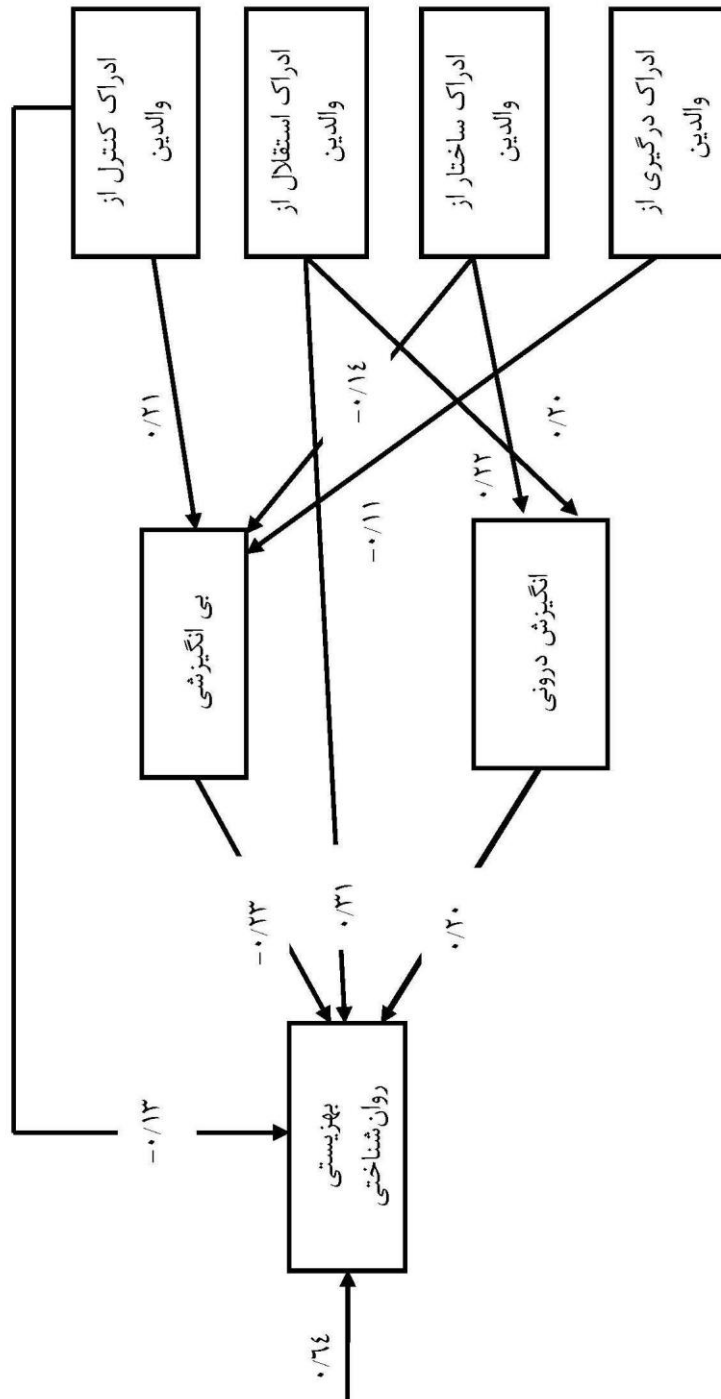 ادراک کنترل از
والدین
ادراک استقلال از
والدین
ادراک ساختار از
والدین
ادراک درگیری از
والدین
۰/۲۱
-۰/۱٤
۰/۲۰
۰/۲۲
-۰/۱۱
بی انگیزشی
انگیزش درونی
-۰/۲۳
۰/۳۱
۰/۲۰
-۰/۱۳
بهزیستی
روان‌شناختی
۰/٦٤